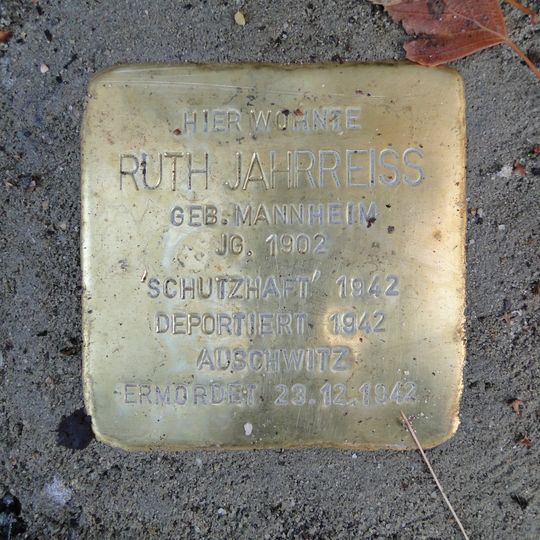 HIER WOHNTE
RUTH JAHRREISS
GEB. MANNHEIM
JG. 1902
'SCHUTZHAFT' 1942
DEPORTIERT 1942
AUSCHWITZ
ERMORDET 23.12.1942